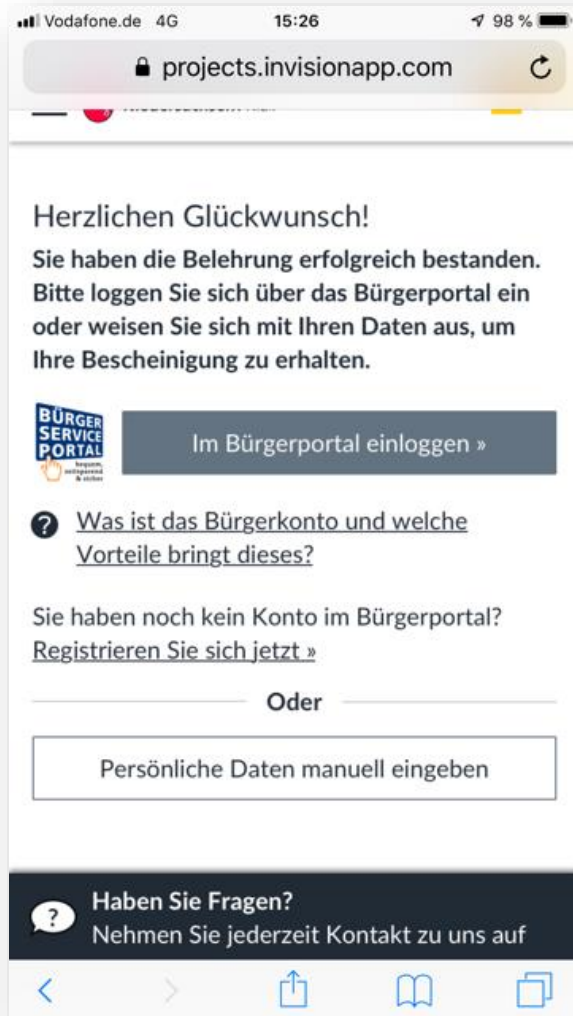 Vodafone.de 4G 15:26 98 %
projects.invisionapp.com
Herzlichen Glückwunsch!
Sie haben die Belehrung erfolgreich bestanden.
Bitte loggen Sie sich über das Bürgerportal ein
oder weisen Sie sich mit Ihren Daten aus, um
Ihre Bescheinigung zu erhalten.
BÜRGER
SERVICE
PORTAL
bequem,
zeitsparend
& sicher
Im Bürgerportal einloggen »
? Was ist das Bürgerkonto und welche
Vorteile bringt dieses?
Sie haben noch kein Konto im Bürgerportal?
Registrieren Sie sich jetzt »
Oder
Persönliche Daten manuell eingeben
? Haben Sie Fragen?
Nehmen Sie jederzeit Kontakt zu uns auf